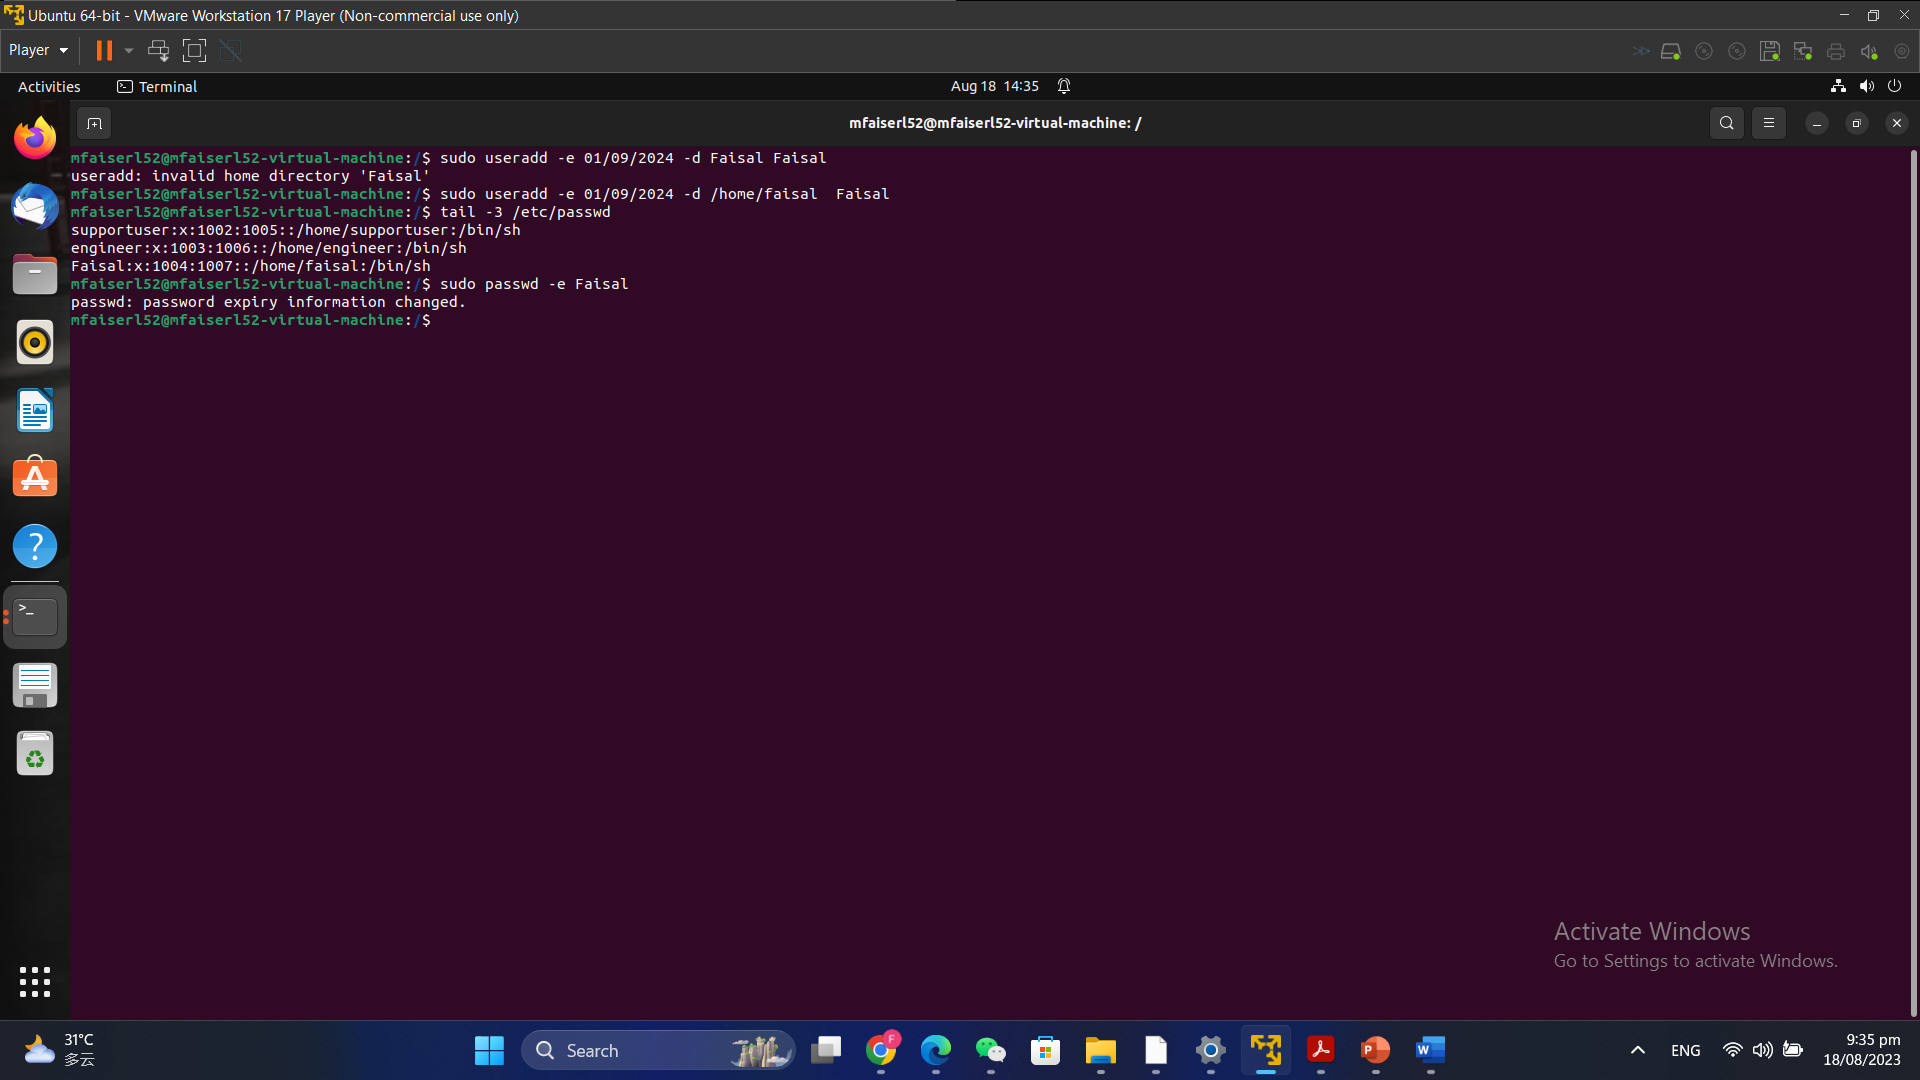 Ubuntu 64-bit - VMware Workstation 17 Player (Non-commercial use only)
Player
Activities
Terminal
Aug 18 14:35
mfaiserl52@mfaiserl52-virtual-machine: /
mfaiserl52@mfaiserl52-virtual-machine:/$ sudo useradd -e 01/09/2024 -d Faisal Faisal
useradd: invalid home directory 'Faisal'
mfaiserl52@mfaiserl52-virtual-machine:/$ sudo useradd -e 01/09/2024 -d /home/faisal  Faisal
mfaiserl52@mfaiserl52-virtual-machine:/$ tail -3 /etc/passwd
supportuser:x:1002:1005::/home/supportuser:/bin/sh
engineer:x:1003:1006::/home/engineer:/bin/sh
Faisal:x:1004:1007::/home/faisal:/bin/sh
mfaiserl52@mfaiserl52-virtual-machine:/$ sudo passwd -e Faisal
passwd: password expiry information changed.
mfaiserl52@mfaiserl52-virtual-machine:/$
Activate Windows
Go to Settings to activate Windows.
31°C
多云
Search
F
ENG
9:35 pm
18/08/2023